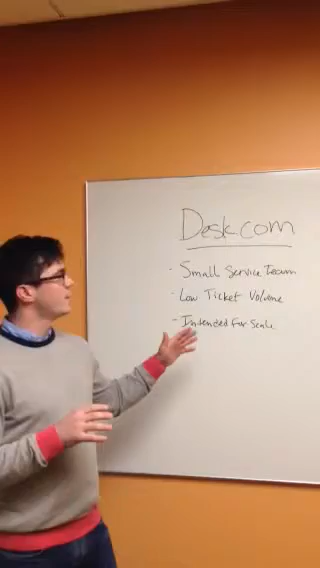 Desk.com
- Small Service Team
- Low Ticket Volume
- Intended For Scale